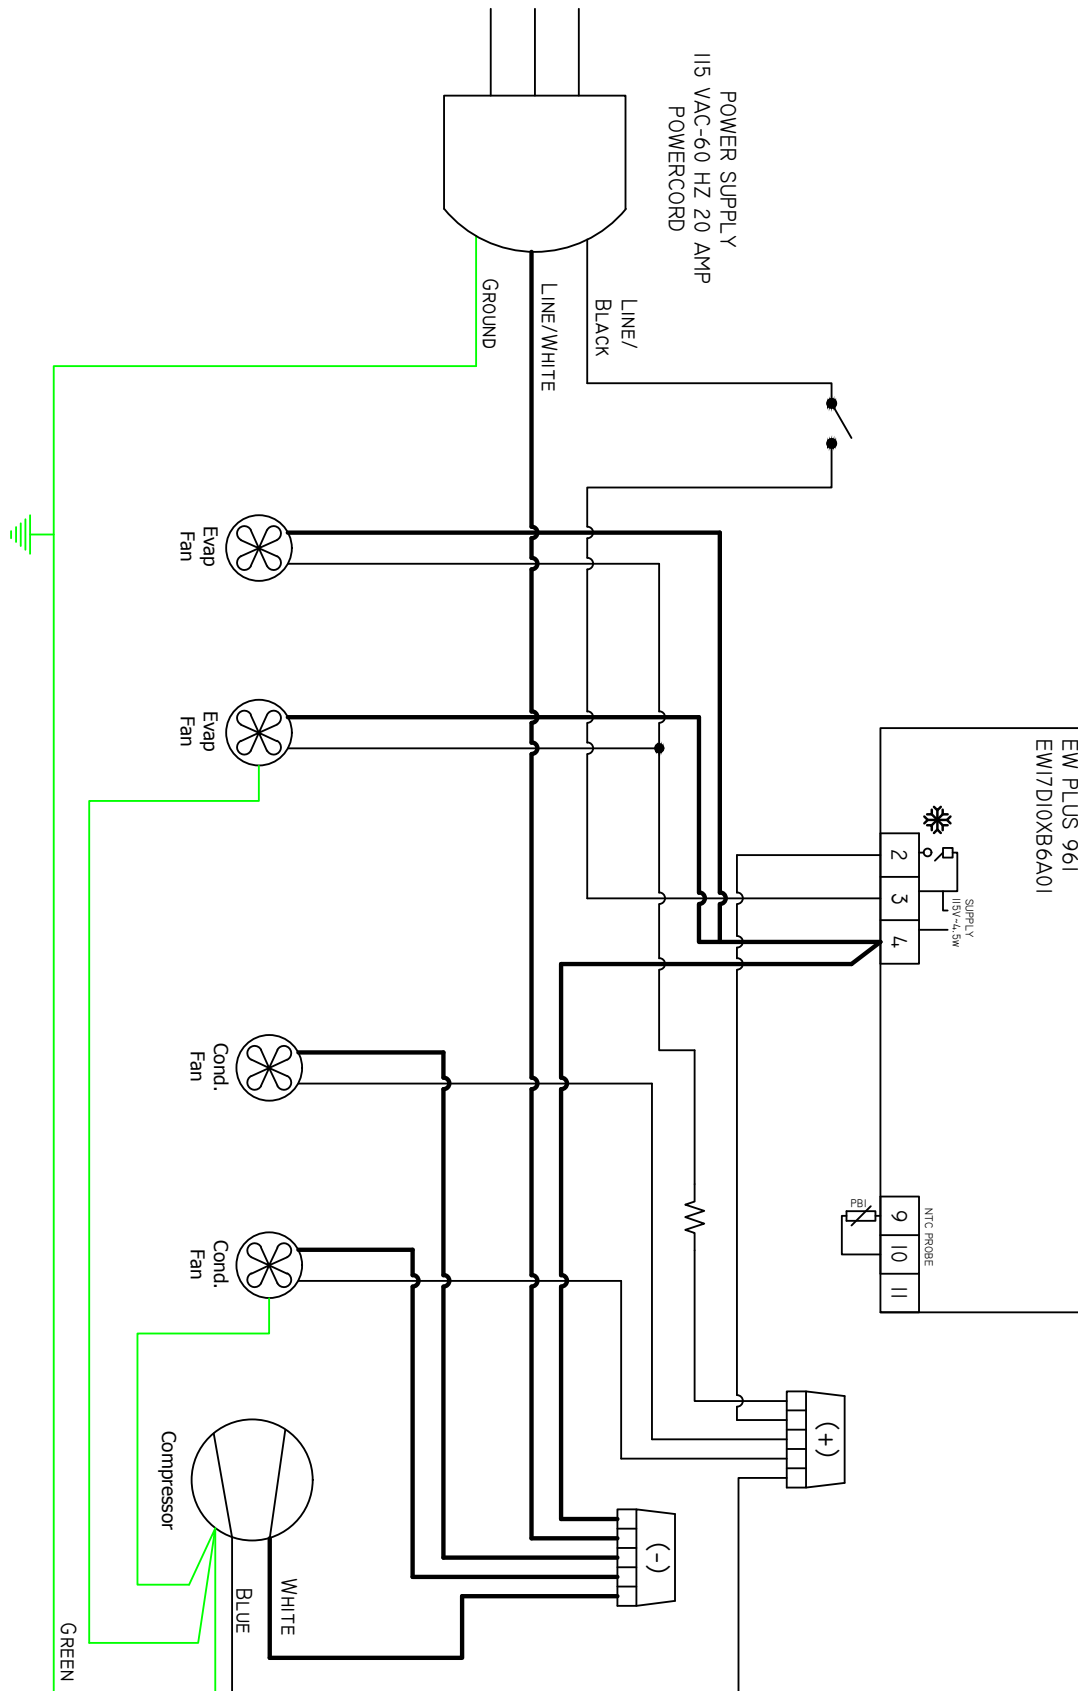 POWER SUPPLY
115 VAC-60 HZ 20 AMP
POWERCORD
LINE/
BLACK
LINE/WHITE
GROUND
Evap
Fan
Evap
Fan
EW PLUS 961
EW17DI0XB6A01
2
3
4
SUPPLY
115V~4.5W
Cond.
Fan
Cond.
Fan
NTC PROBE
PB1
9
10
11
(+)
(-)
Compressor
WHITE
BLUE
GREEN